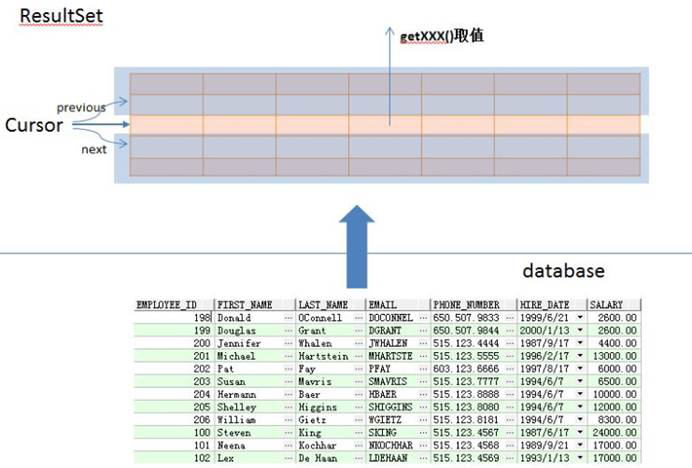 ResultSet
getXXX()取值
previous
Cursor
next
database
EMPLOYEE_ID FIRST_NAME LAST_NAME EMAIL PHONE_NUMBER HIRE_DATE SALARY
198 Donald ... OConnell ... DOCONNEL ... 650.507.9833 ... 1999/6/21 2600.00
199 Douglas ... Grant ... DGRANT ... 650.507.9844 ... 2000/1/13 2600.00
200 Jennifer ... Whalen ... JWHALEN ... 515.123.4444 ... 1987/9/17 4400.00
201 Michael ... Hartstein ... MHARTSTE ... 515.123.5555 ... 1996/2/17 13000.00
202 Pat ... Fay ... PFAY ... 603.123.6666 ... 1997/8/17 6000.00
203 Susan ... Mavris ... SMAVRIS ... 515.123.7777 ... 1994/6/7 6500.00
204 Hermann ... Baer ... HBAER ... 515.123.8888 ... 1994/6/7 10000.00
205 Shelley ... Higgins ... SHIGGINS ... 515.123.8080 ... 1994/6/7 12000.00
206 William ... Gietz ... WGIETZ ... 515.123.8181 ... 1994/6/7 8300.00
100 Steven ... King ... SKING ... 515.123.4567 ... 1987/6/17 24000.00
101 Neena ... Kochhar ... NKOCHHAR ... 515.123.4568 ... 1989/9/21 17000.00
102 Lex ... De Haan ... LDEHAAN ... 515.123.4569 ... 1993/1/13 17000.00